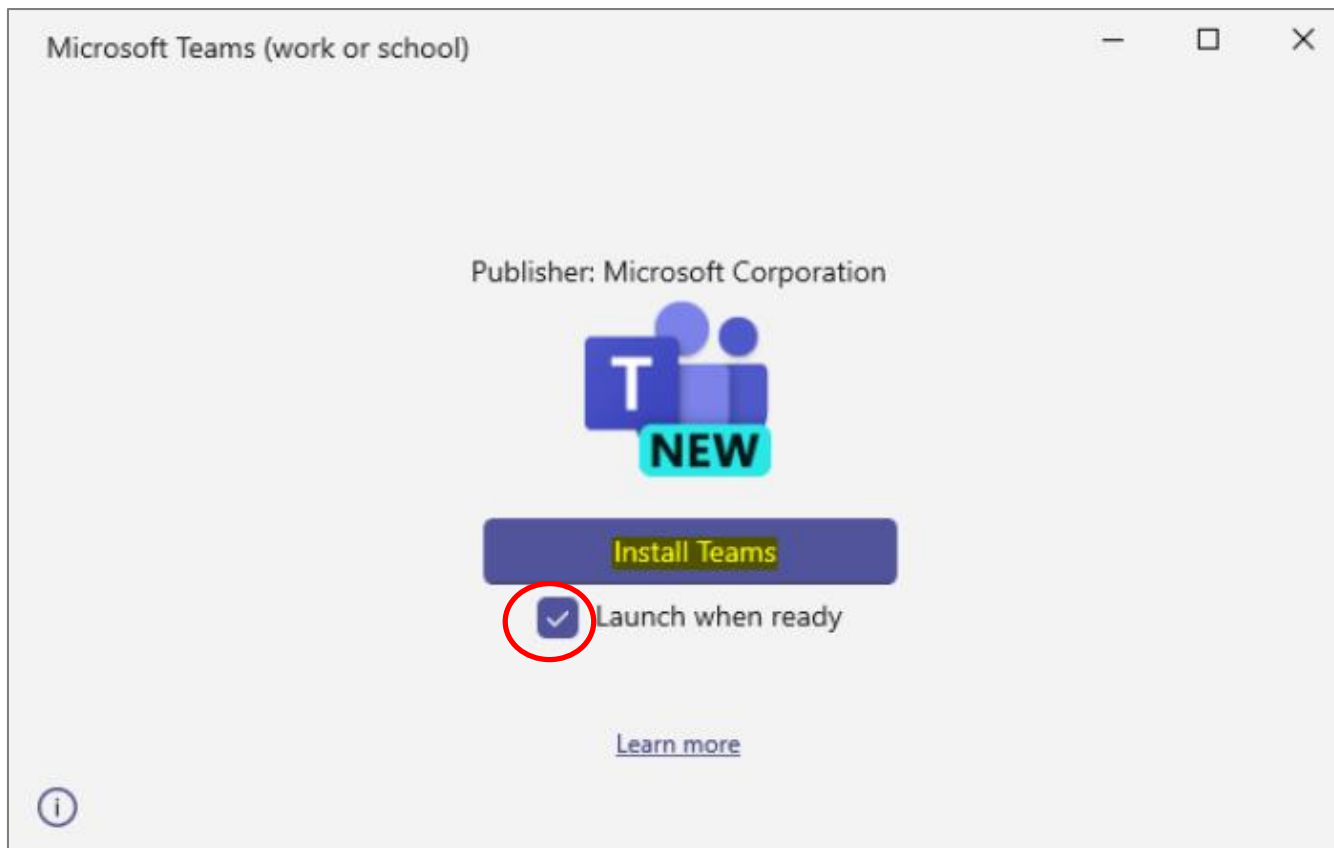 Microsoft Teams (work or school)
Publisher: Microsoft Corporation
T
NEW
Install Teams
Launch when ready
Learn more
i